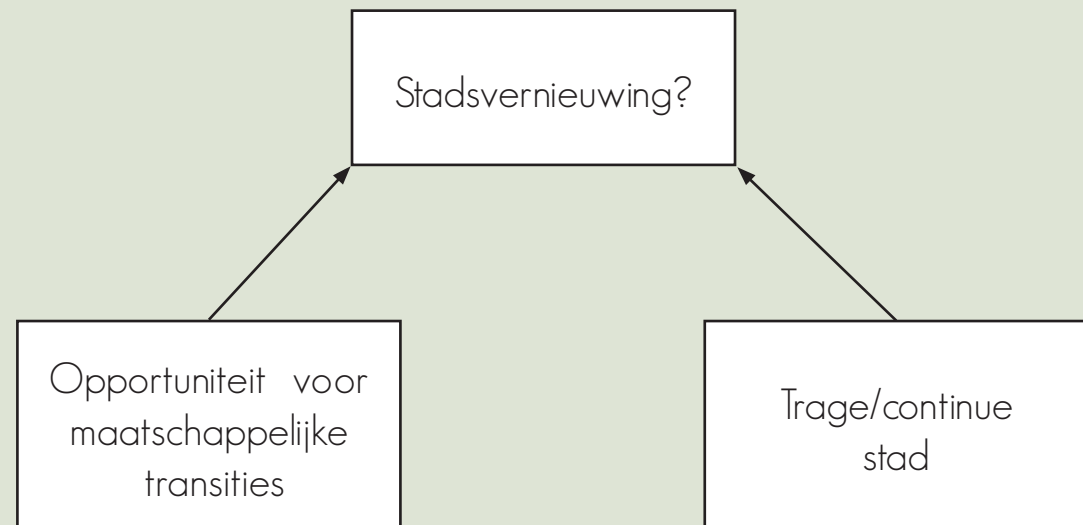 Stadsvernieuwing?
Opportuniteit voor
maatschappelijke
transities
Trage/continue
stad